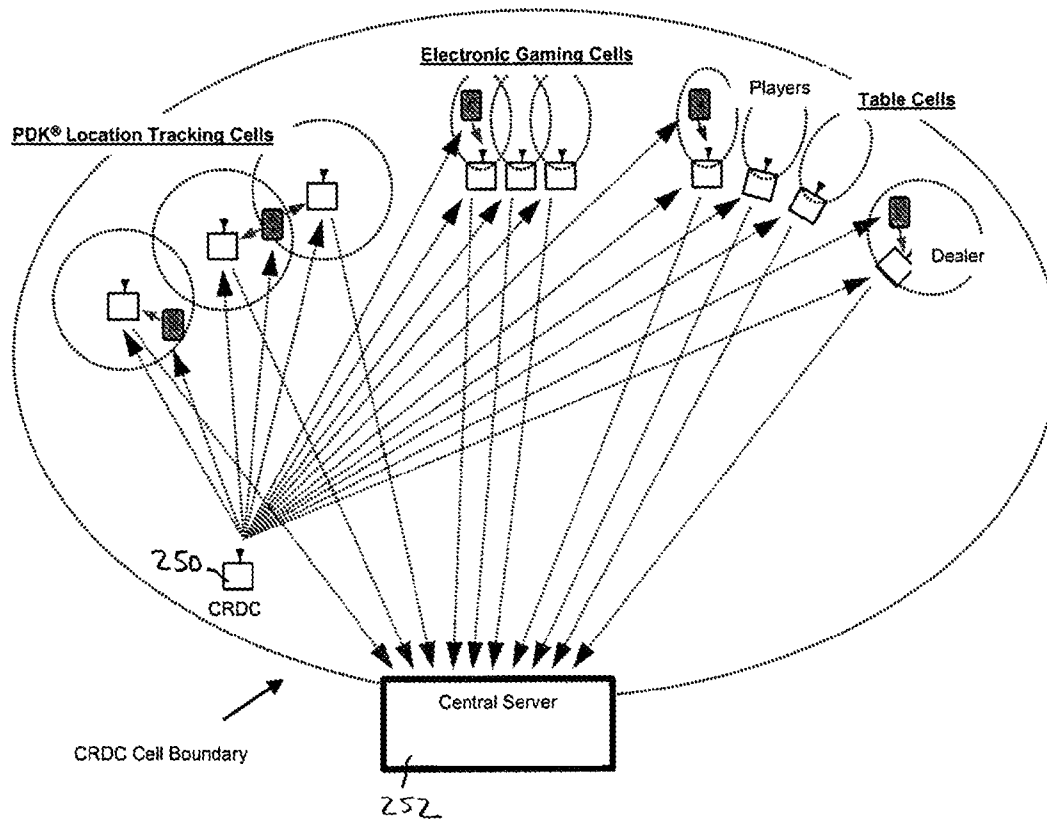 Electronic Gaming Cells
Players
Table Cells
PDK® Location Tracking Cells
Dealer
250
CRDC
Central Server
CRDC Cell Boundary
252